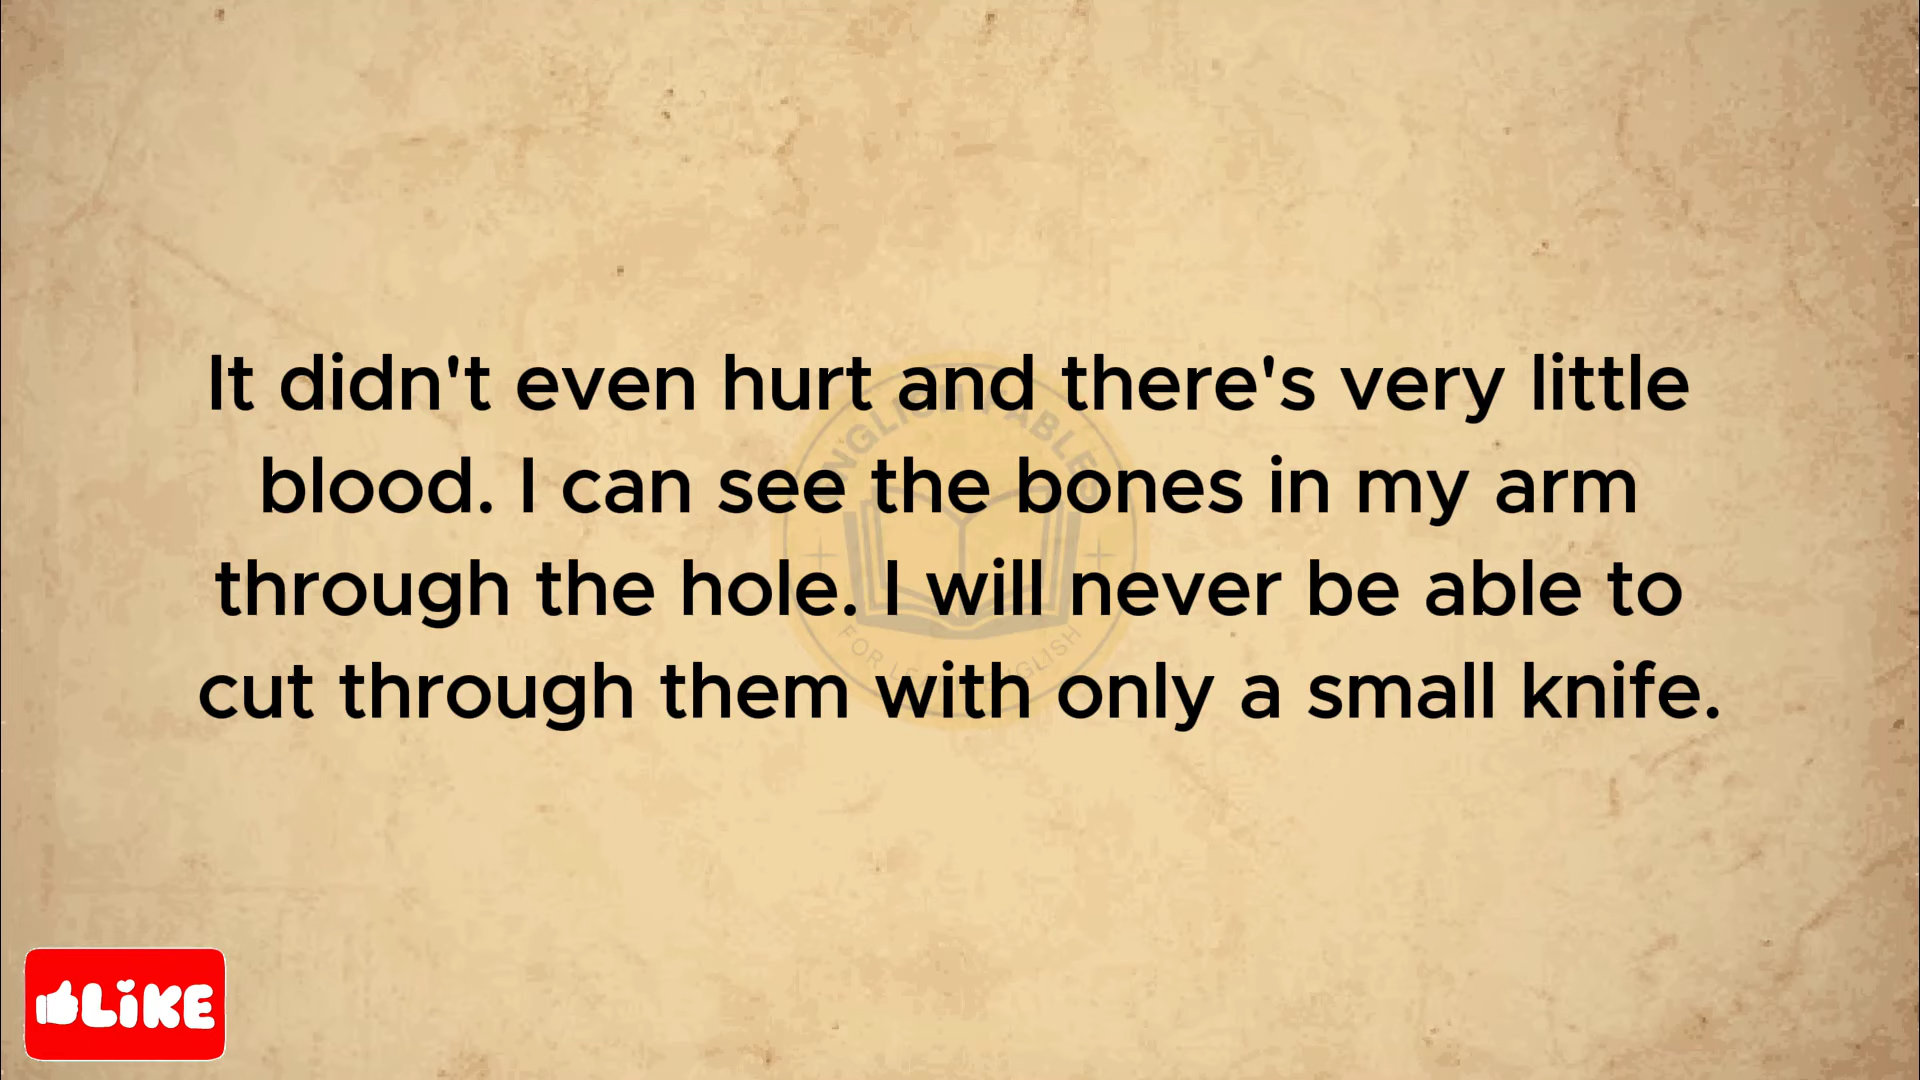 It didn't even hurt and there's very little
blood. I can see the bones in my arm
through the hole. I will never be able to
cut through them with only a small knife.
LIKE